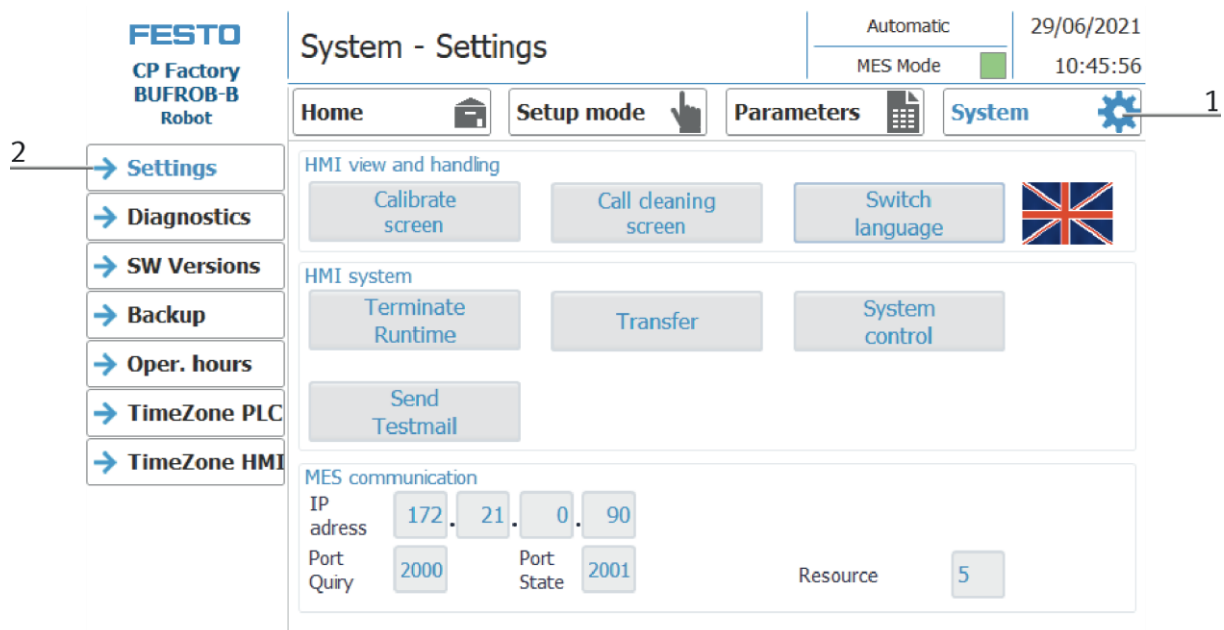 FESTO
CP Factory
BUFROB-B
Robot
System - Settings
Automatic
MES Mode
29/06/2021
10:45:56
Home
Setup mode
Parameters
System
1
2
Settings
Diagnostics
SW Versions
Backup
Oper. hours
TimeZone PLC
TimeZone HMI
HMI view and handling
Calibrate
screen
Call cleaning
screen
Switch
language
HMI system
Terminate
Runtime
Transfer
System
control
Send
Testmail
MES communication
IP
adress
172 . 21 . 0 . 90
Port
Quiry
2000
Port
State
2001
Resource
5